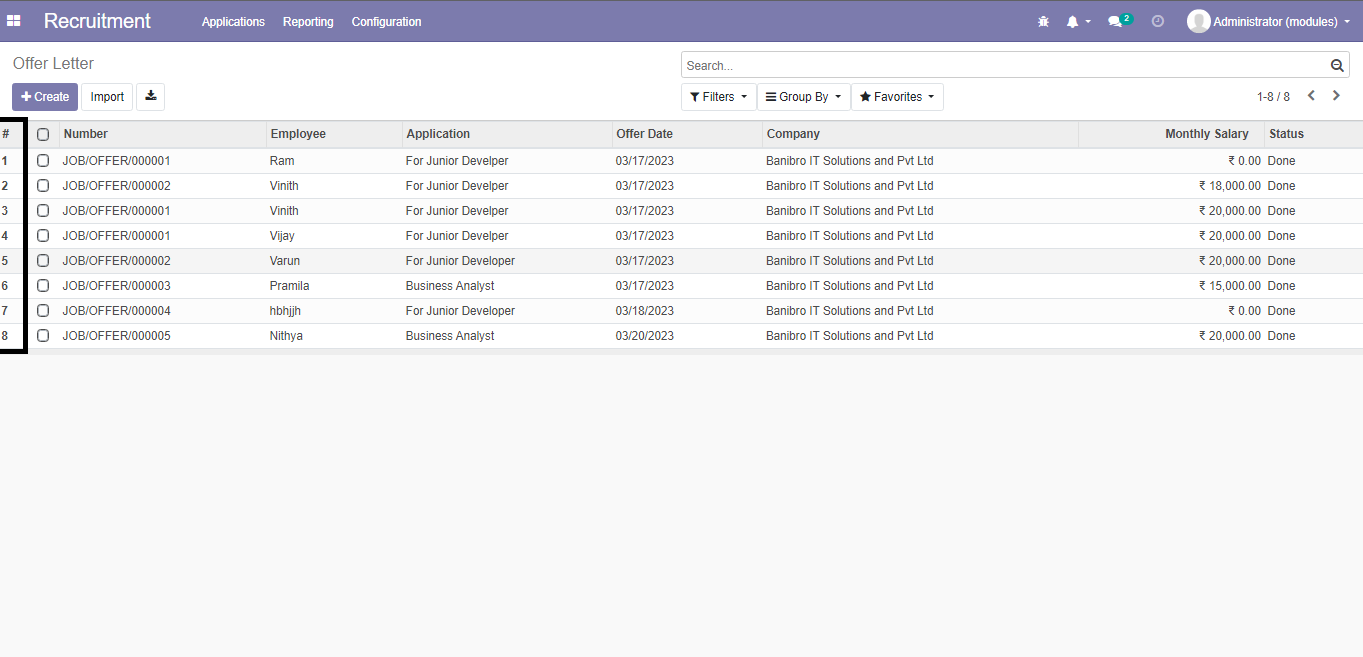 Recruitment Applications Reporting Configuration 2 Administrator (modules)
Offer Letter Search...
Create Import Filters Group By Favorites 1-8 / 8
# Number Employee Application Offer Date Company Monthly Salary Status
1 JOB/OFFER/000001 Ram For Junior Develper 03/17/2023 Banibro IT Solutions and Pvt Ltd ₹ 0.00 Done
2 JOB/OFFER/000002 Vinith For Junior Develper 03/17/2023 Banibro IT Solutions and Pvt Ltd ₹ 18,000.00 Done
3 JOB/OFFER/000001 Vinith For Junior Develper 03/17/2023 Banibro IT Solutions and Pvt Ltd ₹ 20,000.00 Done
4 JOB/OFFER/000001 Vijay For Junior Develper 03/17/2023 Banibro IT Solutions and Pvt Ltd ₹ 20,000.00 Done
5 JOB/OFFER/000002 Varun For Junior Developer 03/17/2023 Banibro IT Solutions and Pvt Ltd ₹ 20,000.00 Done
6 JOB/OFFER/000003 Pramila Business Analyst 03/17/2023 Banibro IT Solutions and Pvt Ltd ₹ 15,000.00 Done
7 JOB/OFFER/000004 hbhjjh For Junior Developer 03/18/2023 Banibro IT Solutions and Pvt Ltd ₹ 0.00 Done
8 JOB/OFFER/000005 Nithya Business Analyst 03/20/2023 Banibro IT Solutions and Pvt Ltd ₹ 20,000.00 Done